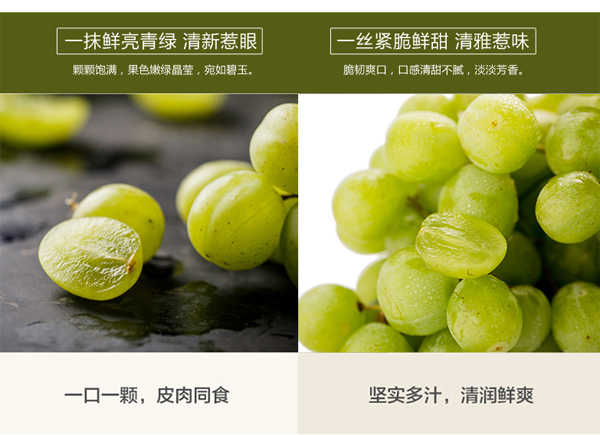 一抹鲜亮青绿 清新惹眼
颗颗饱满，果色嫩绿晶莹，宛如碧玉。
一丝紧脆鲜甜 清雅惹味
脆韧爽口，口感清甜不腻，淡淡芳香。
一口一颗，皮肉同食
坚实多汁，清润鲜爽